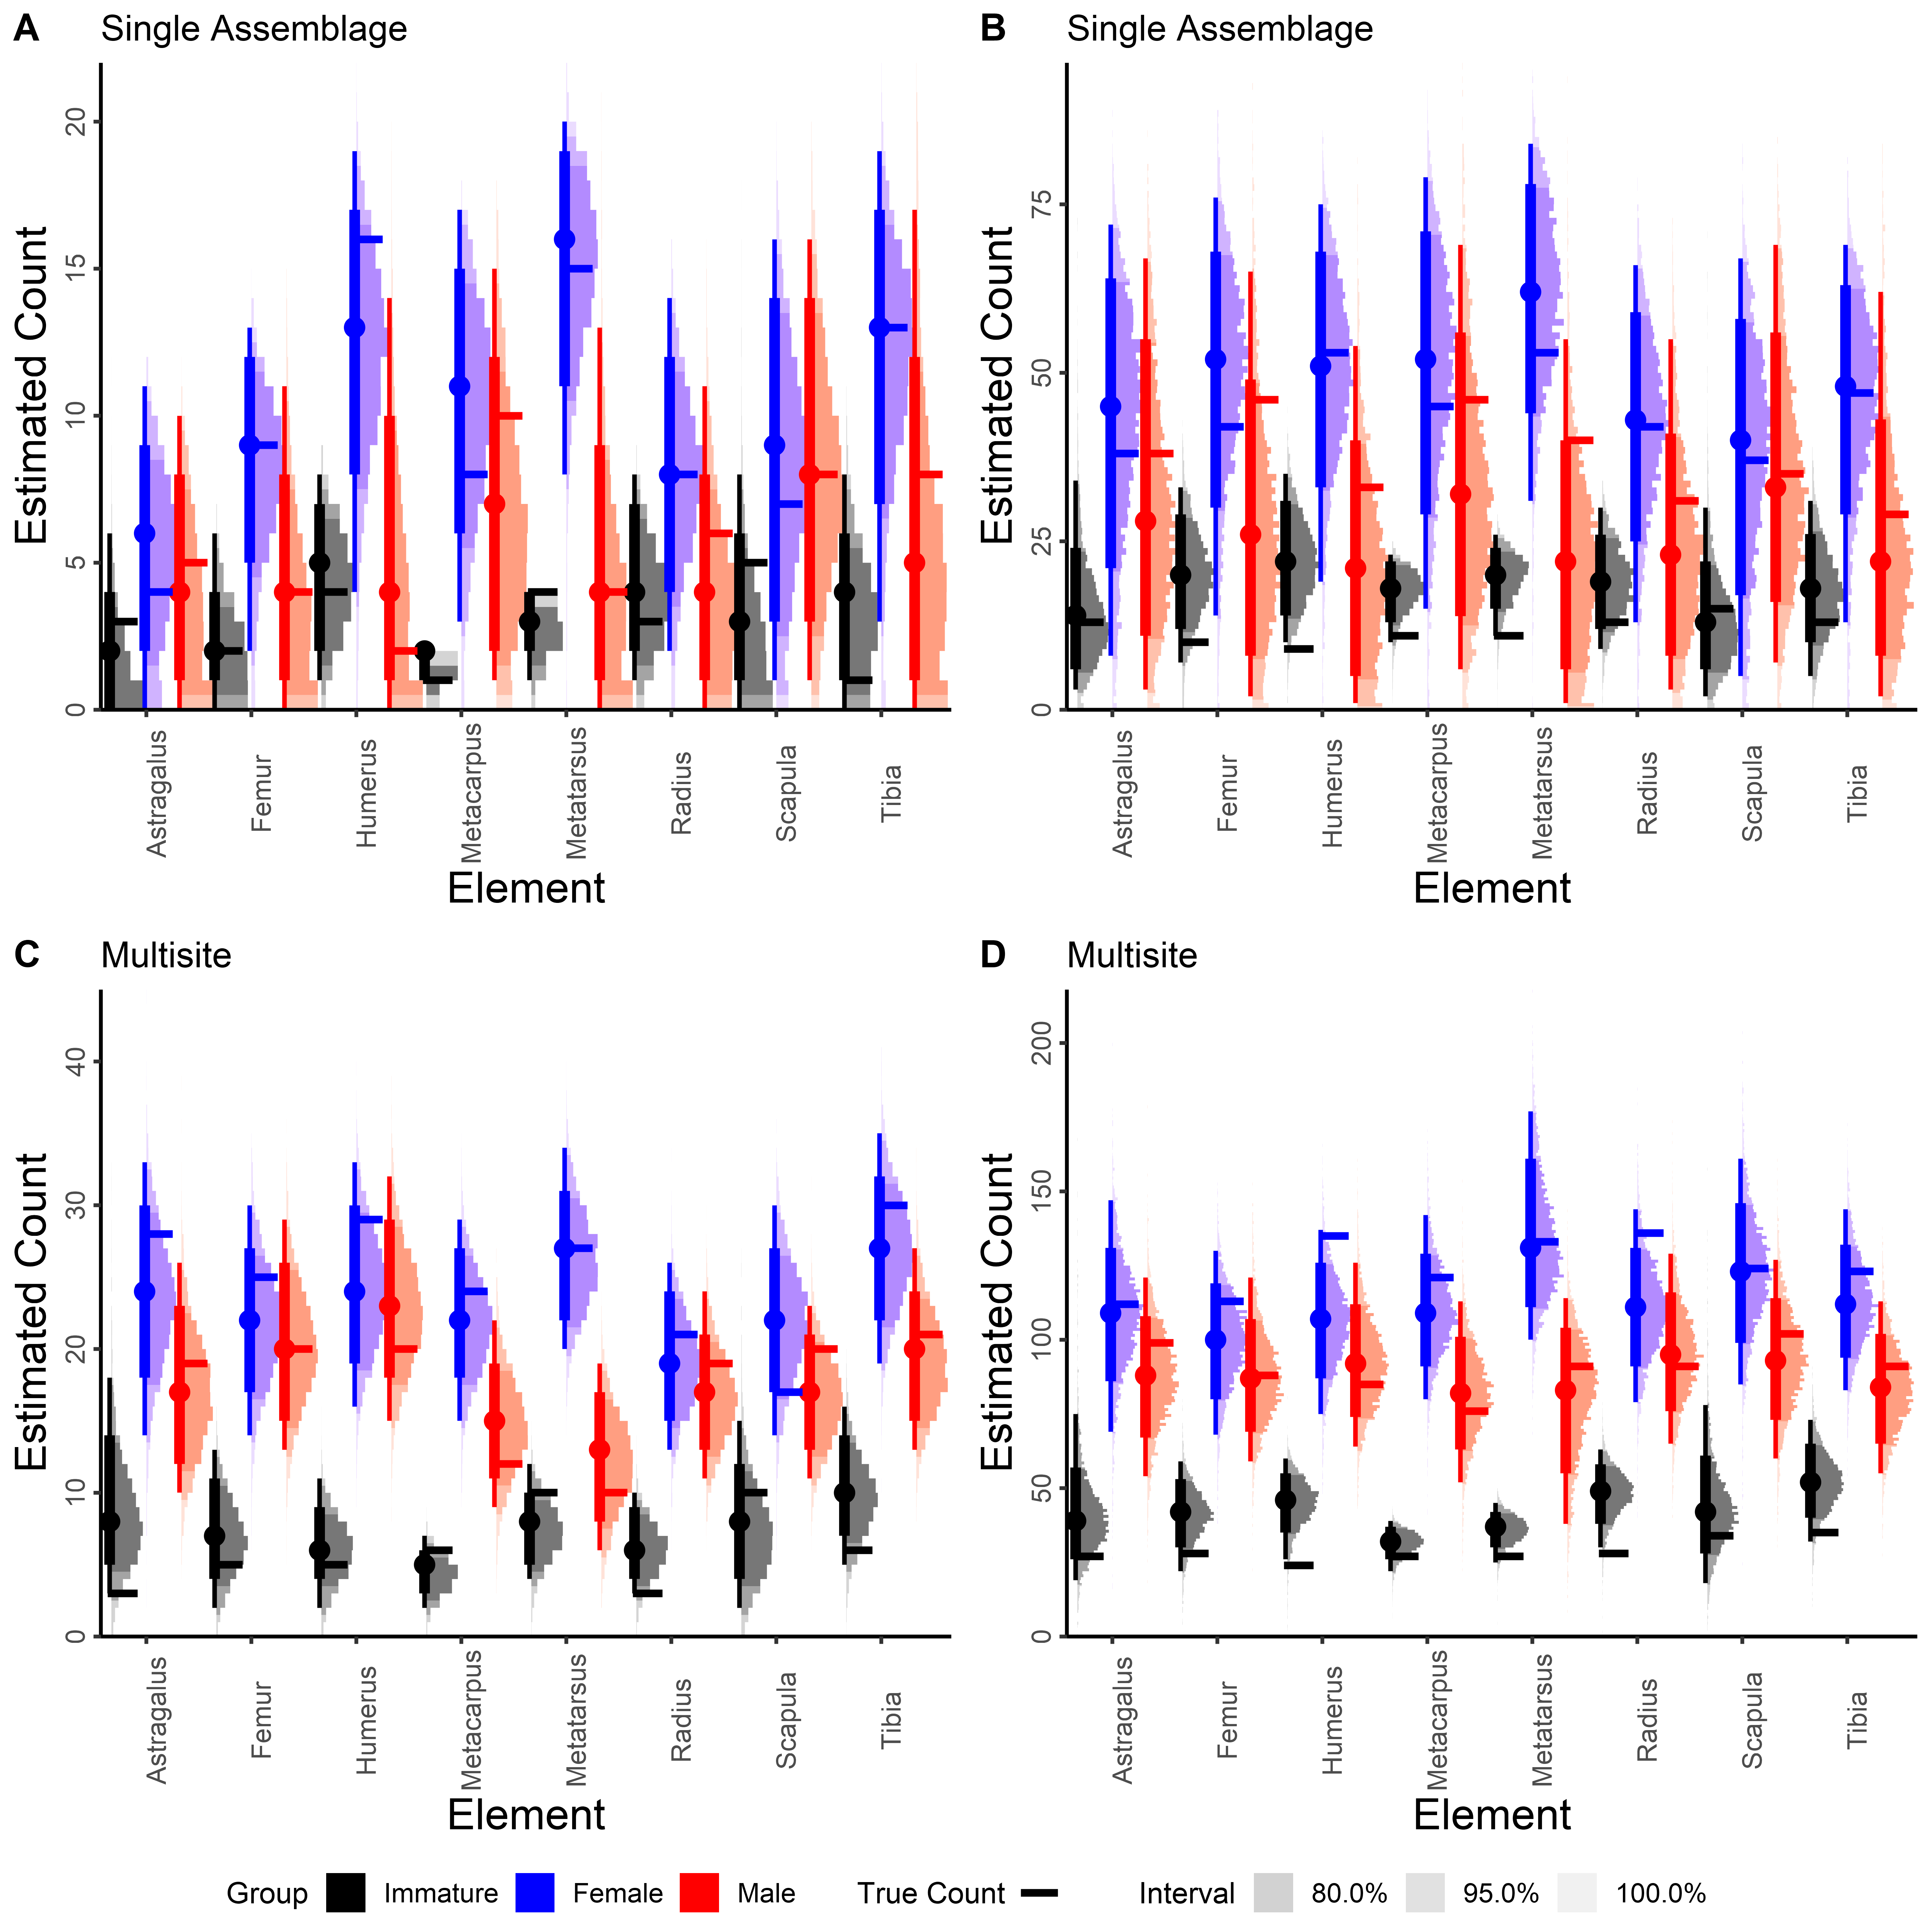 A Single Assemblage
Estimated Count
20
15
10
5
0
Astragalus
Femur
Humerus
Metacarpus
Metatarsus
Radius
Scapula
Tibia
Element
B Single Assemblage
Estimated Count
75
50
25
0
Astragalus
Femur
Humerus
Metacarpus
Metatarsus
Radius
Scapula
Tibia
Element
C Multisite
Estimated Count
40
30
20
10
0
Astragalus
Femur
Humerus
Metacarpus
Metatarsus
Radius
Scapula
Tibia
Element
D Multisite
Estimated Count
200
150
100
50
0
Astragalus
Femur
Humerus
Metacarpus
Metatarsus
Radius
Scapula
Tibia
Element
Group Immature Female Male True Count Interval 80.0% 95.0% 100.0%